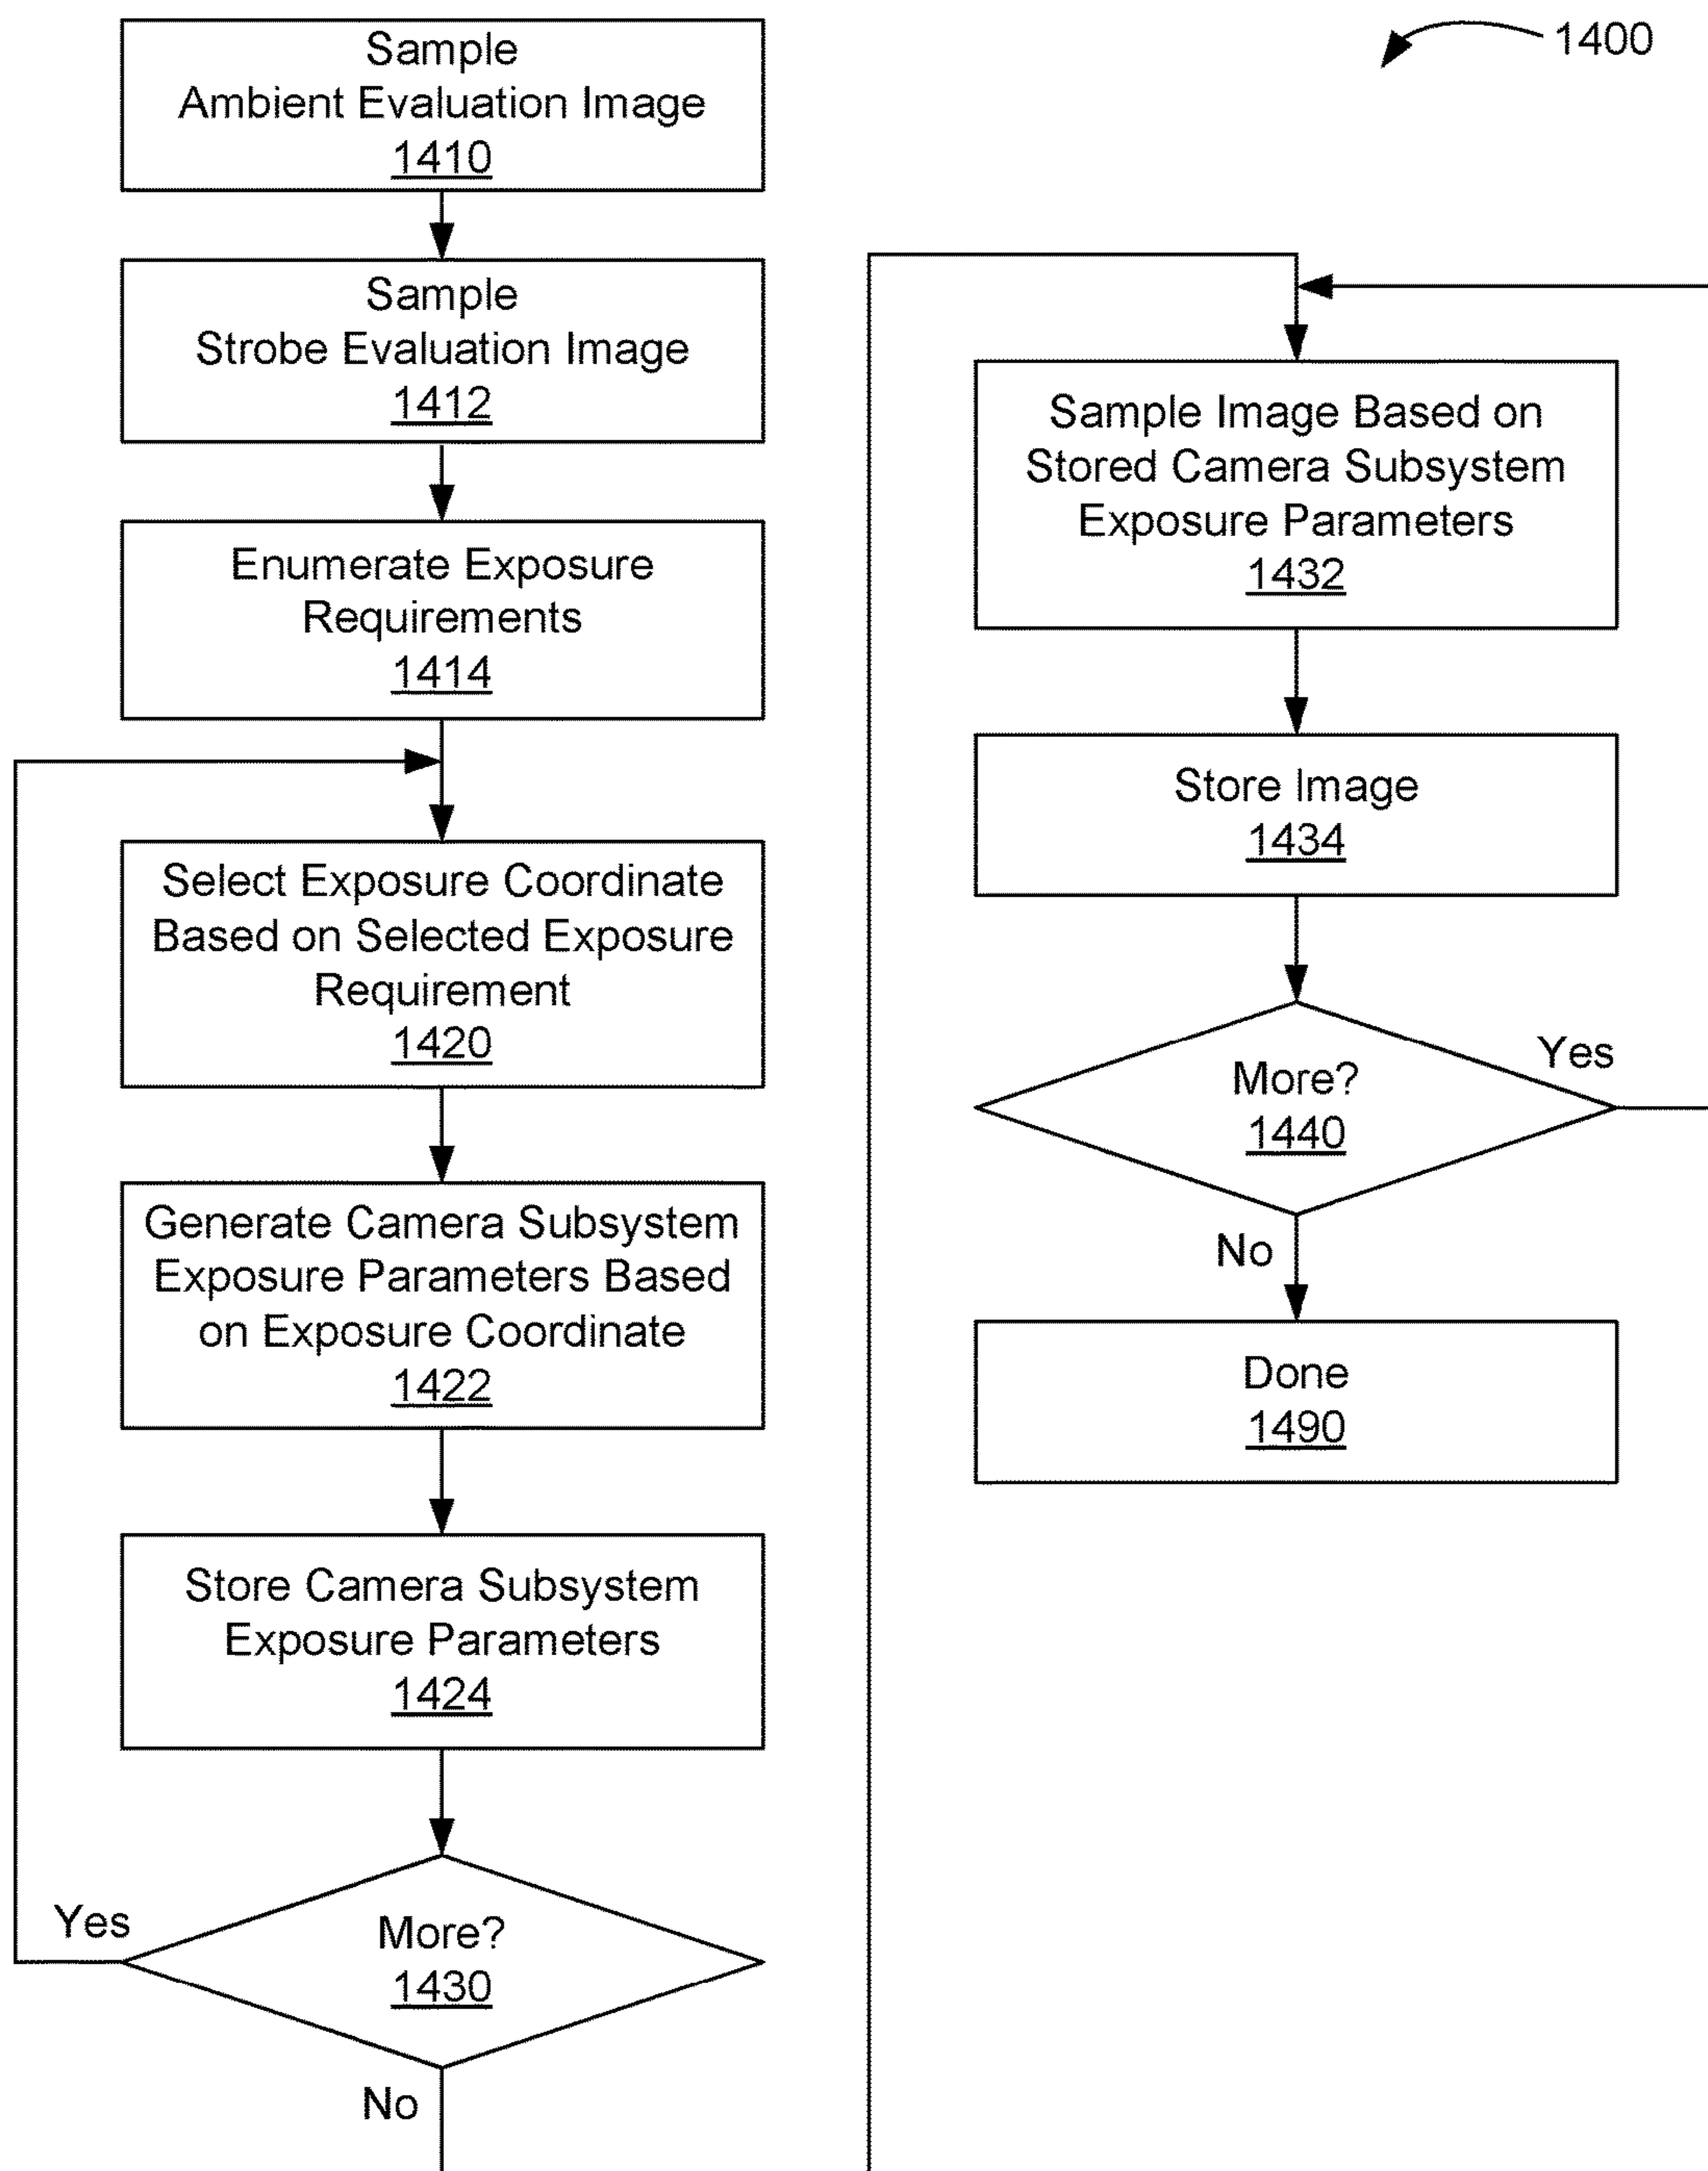 1400
Sample
Ambient Evaluation Image
1410
Sample
Strobe Evaluation Image
1412
Enumerate Exposure
Requirements
1414
Select Exposure Coordinate
Based on Selected Exposure
Requirement
1420
Generate Camera Subsystem
Exposure Parameters Based
on Exposure Coordinate
1422
Store Camera Subsystem
Exposure Parameters
1424
Yes
More?
1430
No
Sample Image Based on
Stored Camera Subsystem
Exposure Parameters
1432
Store Image
1434
Yes
More?
1440
No
Done
1490